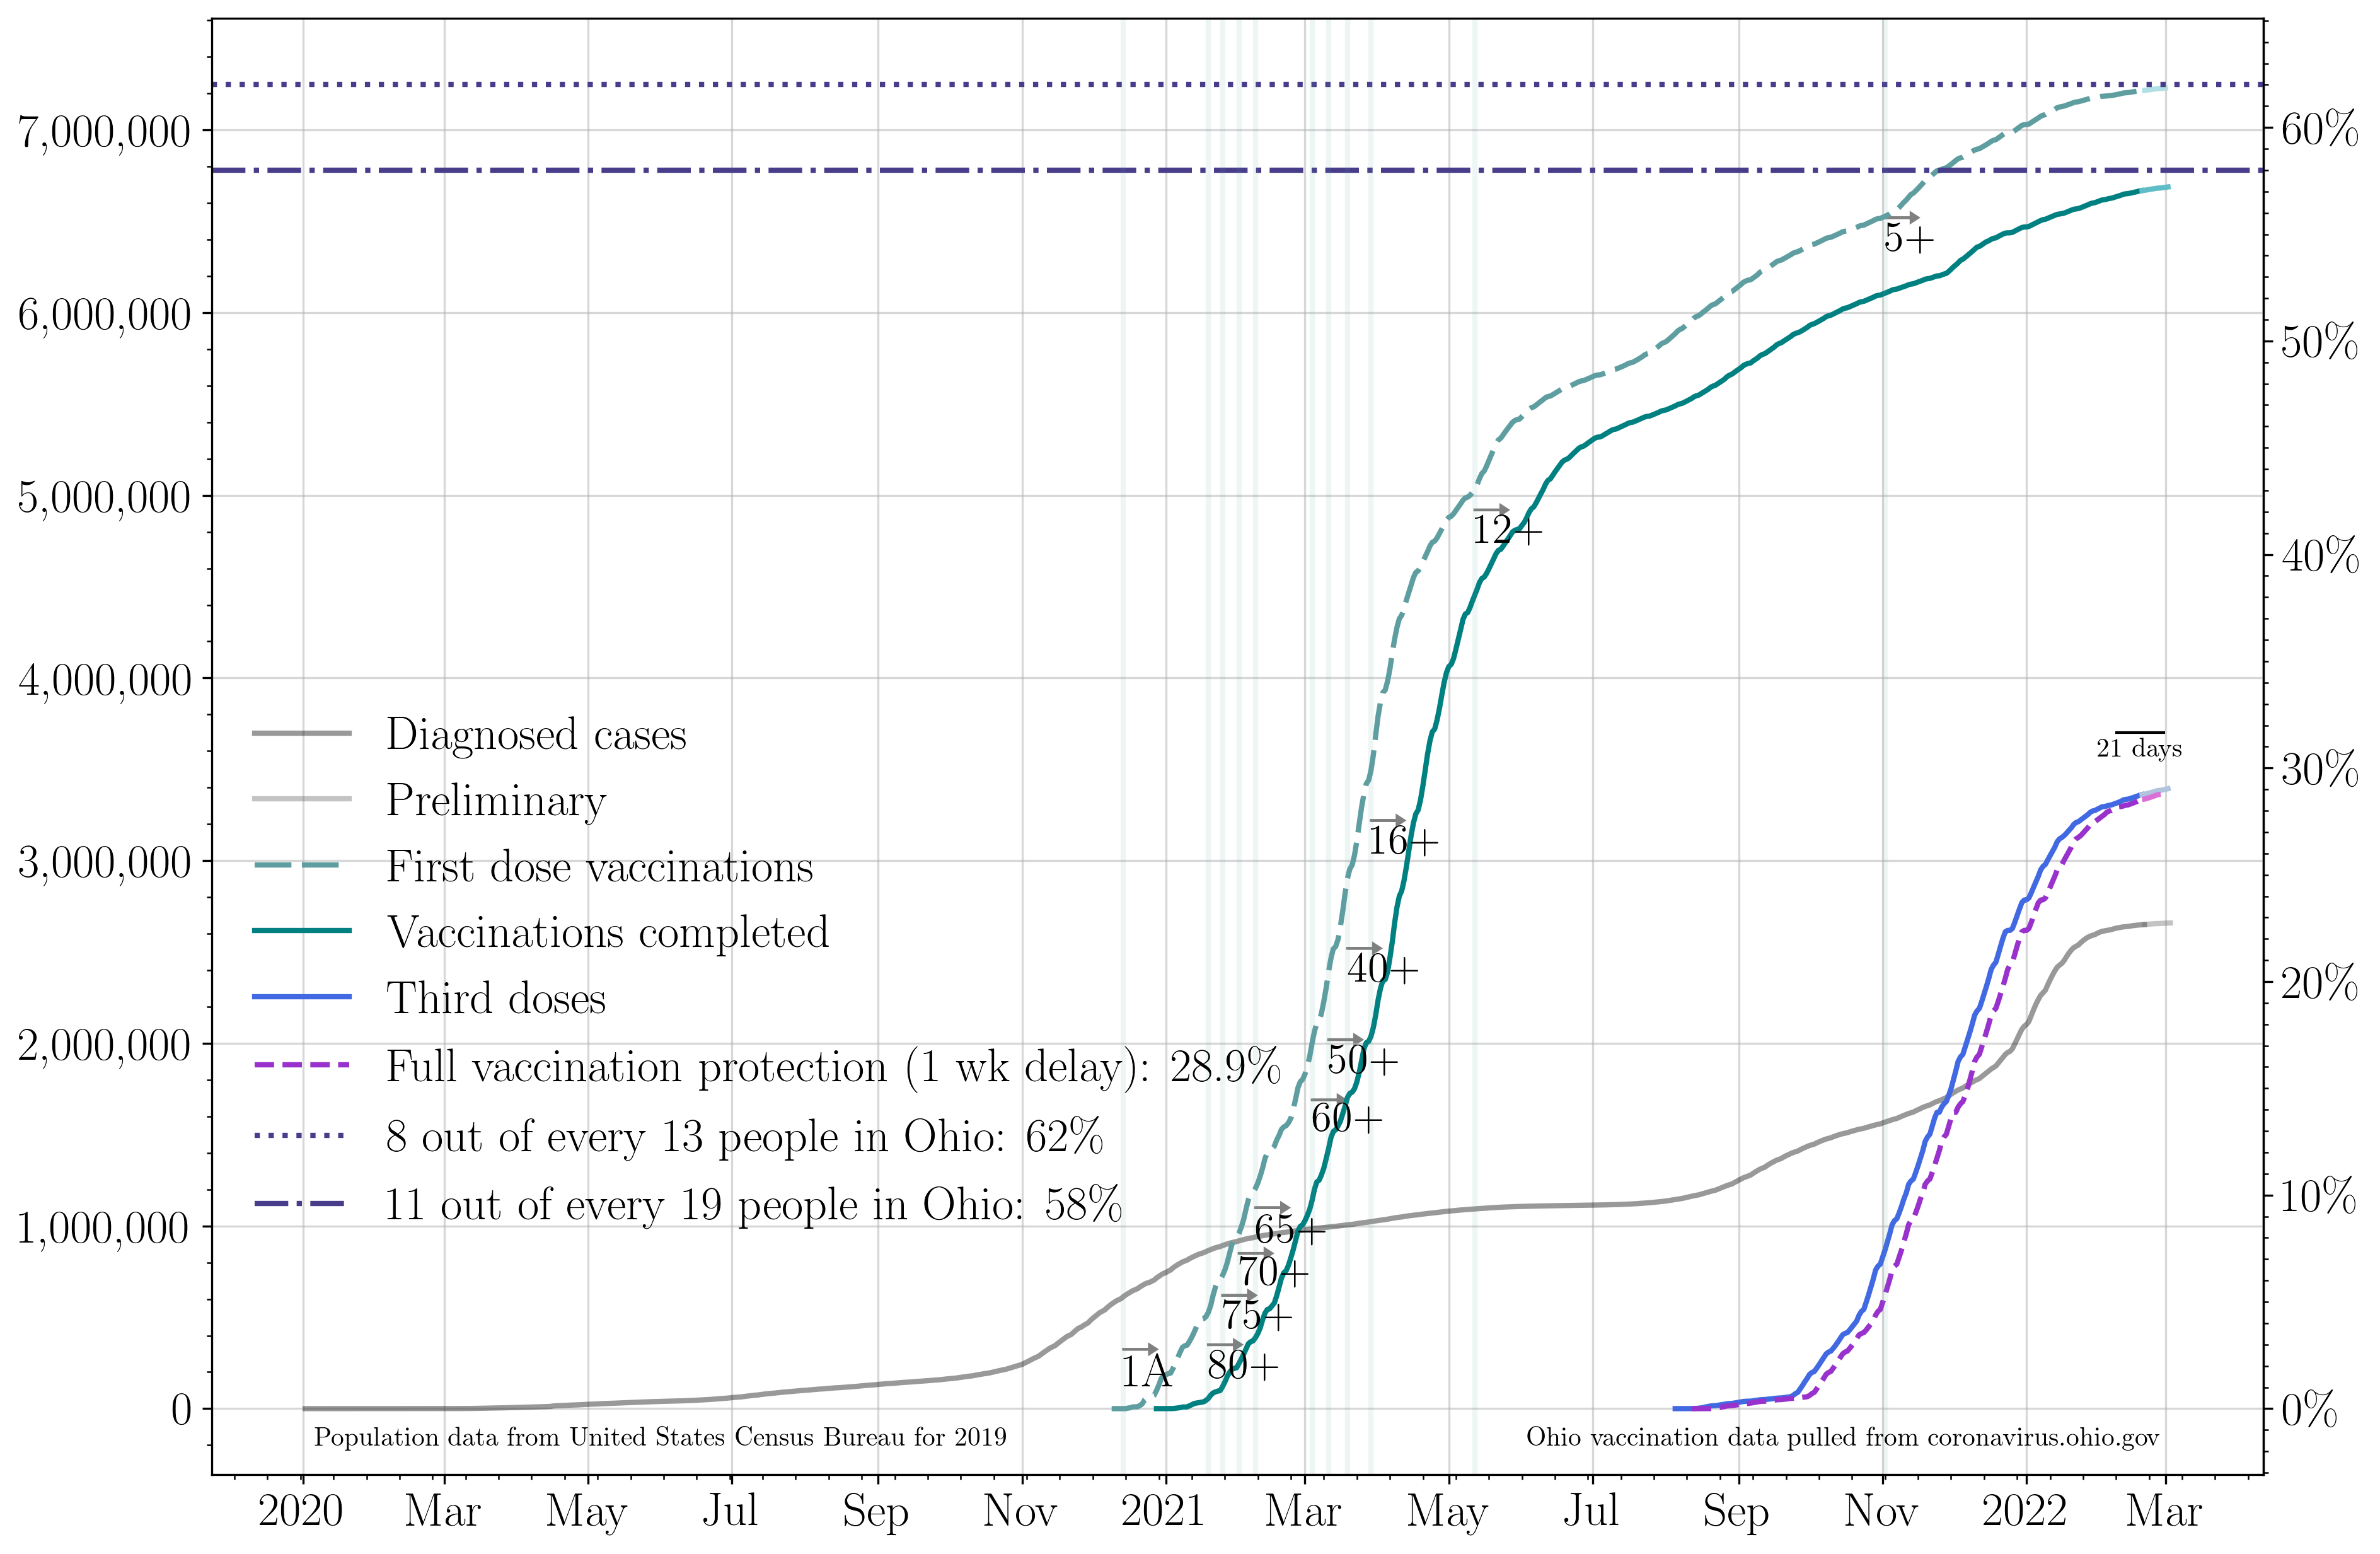 7,000,000
6,000,000
5,000,000
4,000,000
3,000,000
2,000,000
1,000,000
0
60%
50%
40%
30%
20%
10%
0%
5+
12+
16+
40+
50+
60+
65+
70+
75+
80+
1A
21 days
Diagnosed cases
Preliminary
First dose vaccinations
Vaccinations completed
Third doses
Full vaccination protection (1 wk delay): 28.9%
8 out of every 13 people in Ohio: 62%
11 out of every 19 people in Ohio: 58%
Population data from United States Census Bureau for 2019
Ohio vaccination data pulled from coronavirus.ohio.gov
2020 Mar May Jul Sep Nov 2021 Mar May Jul Sep Nov 2022 Mar